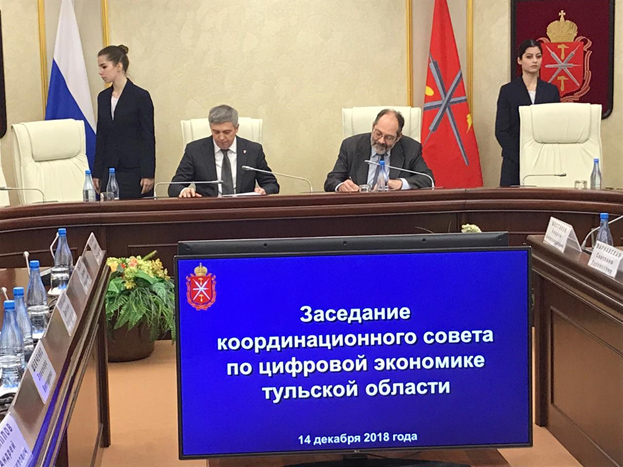 Заседание
координационного совета
по цифровой экономике
тульской области
14 декабря 2018 года